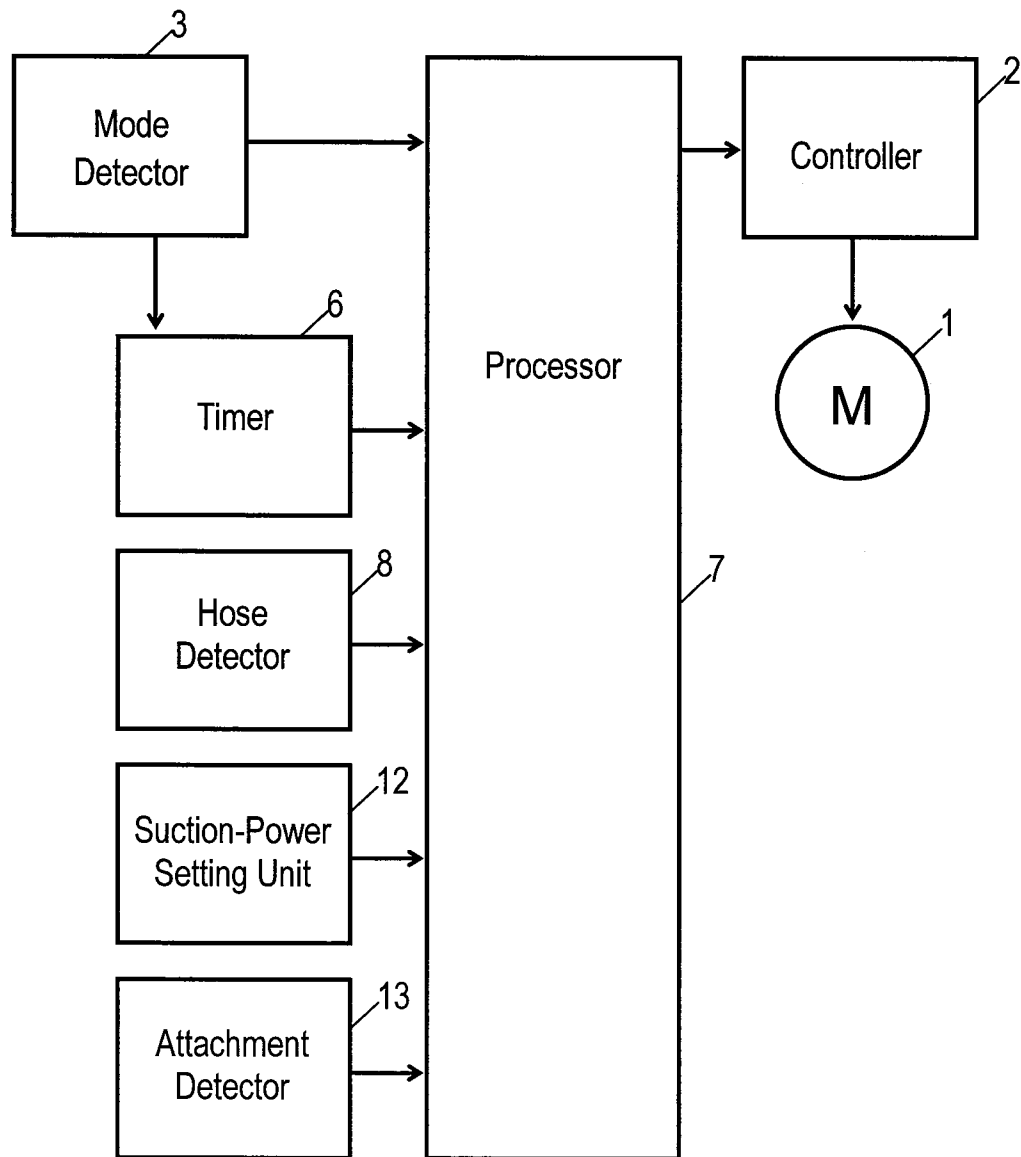 3
Mode
Detector
2
Controller
6
Timer
Processor
1
M
8
Hose
Detector
7
12
Suction-Power
Setting Unit
13
Attachment
Detector